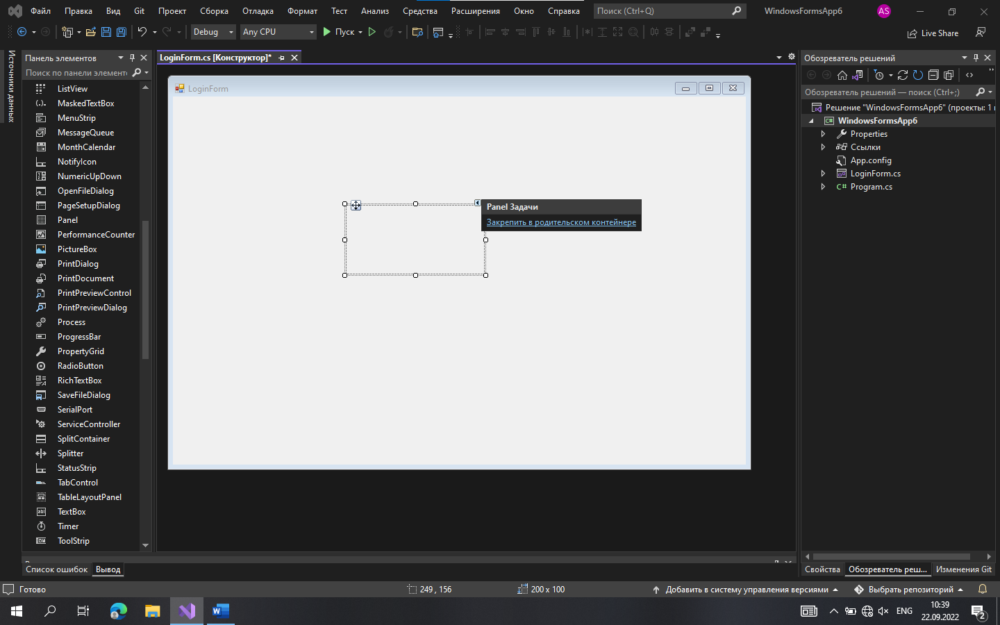 Файл Правка Вид Git Проект Сборка Отладка Формат Тест Анализ Средства Расширения Окно Справка Поиск (Ctrl+Q) WindowsFormsApp6 AS
Debug Any CPU Пуск Live Share
Источники данных
Панель элементов
Поиск по панели элемент
ListView
MaskedTextBox
MenuStrip
MessageQueue
MonthCalendar
NotifyIcon
NumericUpDown
OpenFileDialog
PageSetupDialog
Panel
PerformanceCounter
PictureBox
PrintDialog
PrintDocument
PrintPreviewControl
PrintPreviewDialog
Process
ProgressBar
PropertyGrid
RadioButton
RichTextBox
SaveFileDialog
SerialPort
ServiceController
SplitContainer
Splitter
StatusStrip
TabControl
TableLayoutPanel
TextBox
Timer
ToolStrip
LoginForm.cs [Конструктор]*
LoginForm
Panel Задачи
Закрепить в родительском контейнере
Обозреватель решений
Обозреватель решений — поиск (Ctrl+;)
Решение "WindowsFormsApp6" (проекты: 1
WindowsFormsApp6
Properties
Ссылки
App.config
LoginForm.cs
Program.cs
Список ошибок Вывод
Свойства Обозреватель реш... Изменения Git
Готово 249 , 156 200 x 100 Добавить в систему управления версиями Выбрать репозиторий
ENG 10:39
22.09.2022
2